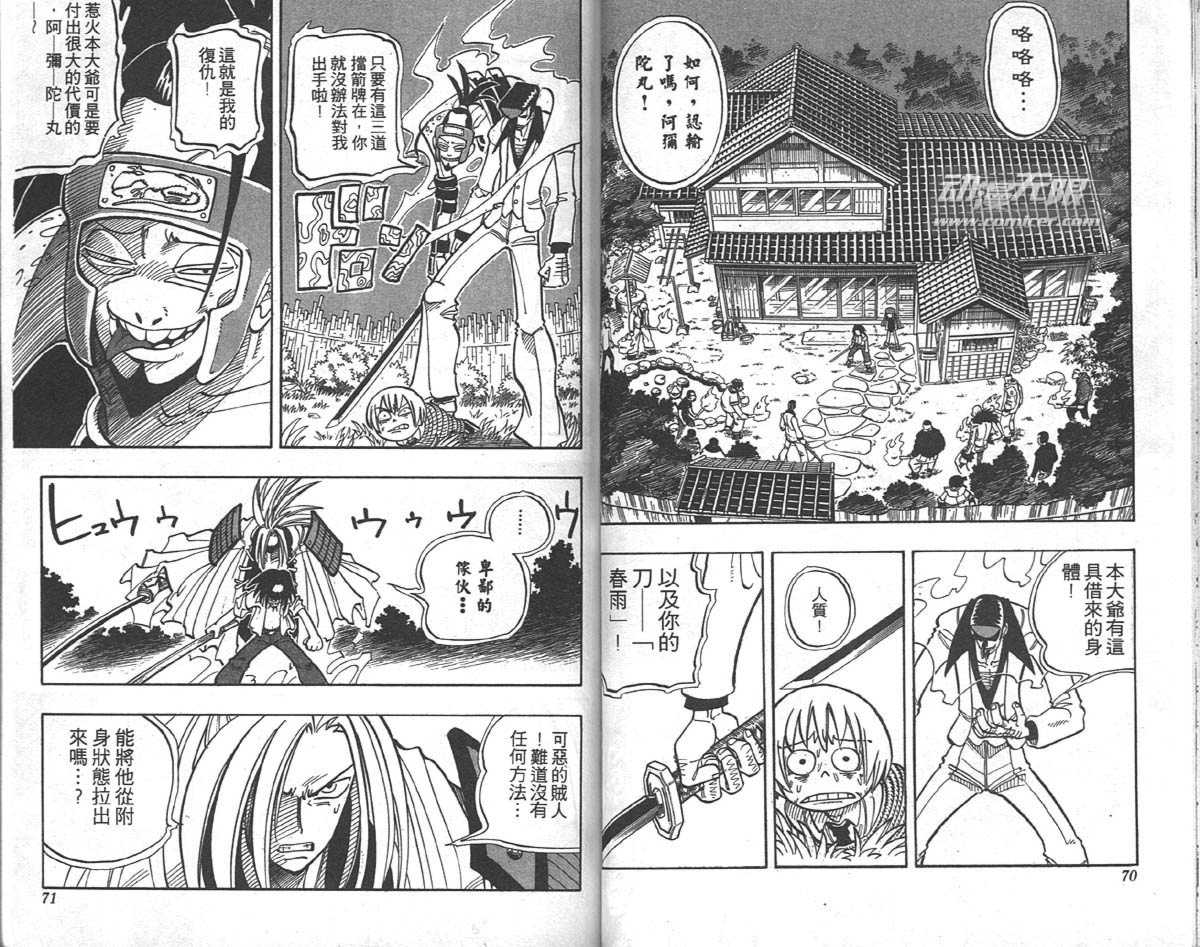 咯咯咯…
如何，認輸
了嗎，阿彌
陀丸！
动漫无限
www.comicer.com
本大爺有這
具借來的身
體！
人質！
以及你的
刀——「
春雨」！
70
只要有這三道
擋箭牌在，你
就沒辦法對我
出手啦！
這就是我的
復仇！
惹火本大爺可是要
付出很大的代價的
．阿—彌—陀—丸
～
ヒュウゥ
ウゥゥウゥ
……
卑鄙的
傢伙…
可惡的賊人
！難道沒有
任何方法…
能將他從附
身狀態拉出
來嗎…？
71